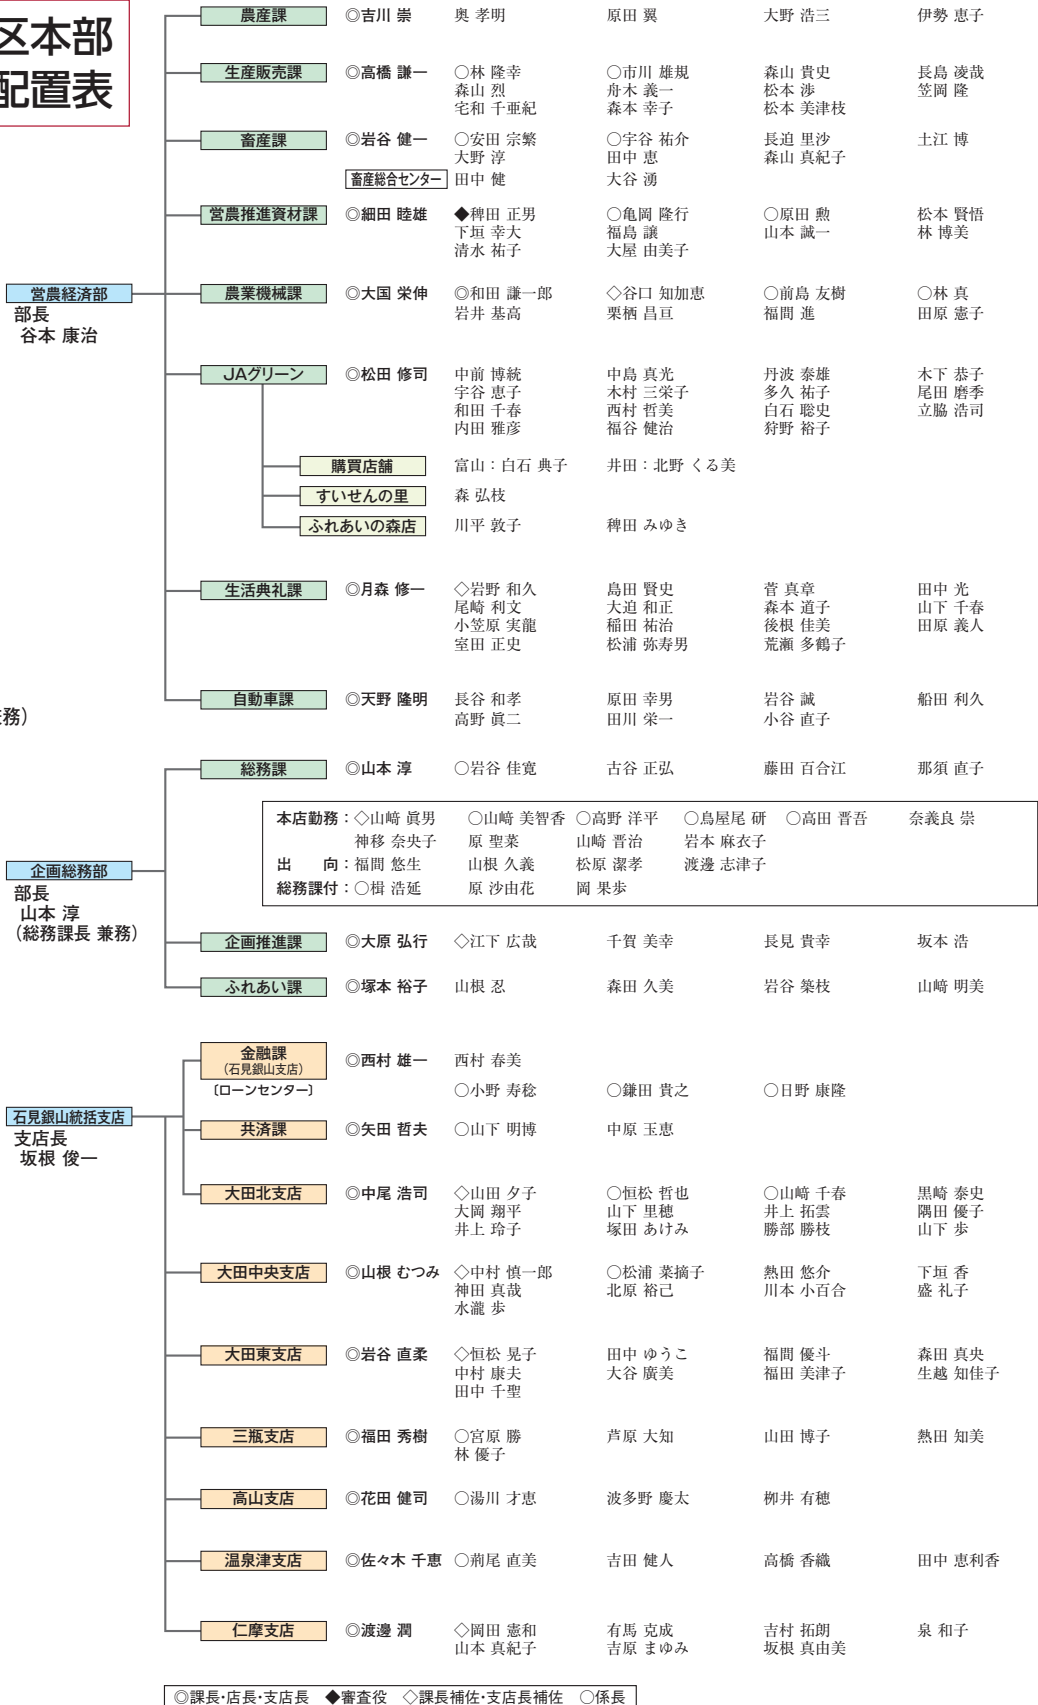 区本部
配置表
農産課 ◎吉川 崇 奥 孝明 原田 翼 大野 浩三 伊勢 恵子
生産販売課 ◎高橋 謙一 ○林 隆幸 ○市川 雄規 森山 貴史 長島 凌哉
森山 烈 舟木 義一 松本 渉 笠岡 隆
宅和 千亜紀 森本 幸子 松本 美津枝
畜産課 ◎岩谷 健一 ○安田 宗繁 ○宇谷 祐介 長迫 里沙 土江 博
大野 淳 田中 恵 森山 真紀子
畜産総合センター 田中 健 大谷 湧
営農推進資材課 ◎細田 睦雄 ◆稗田 正男 ○亀岡 隆行 ○原田 勲 松本 賢悟
下垣 幸大 福島 譲 山本 誠一 林 博美
清水 祐子 大屋 由美子
営農経済部
部長
谷本 康治
農業機械課 ◎大国 栄伸 ◎和田 謙一郎 ◇谷口 知加恵 ○前島 友樹 ○林 真
岩井 基高 栗栖 昌亘 福間 進 田原 憲子
JAグリーン ◎松田 修司 中前 博統 中島 真光 丹波 泰雄 木下 恭子
宇谷 恵子 木村 三栄子 多久 祐子 尾田 磨季
和田 千春 西村 哲美 白石 聡史 立脇 浩司
内田 雅彦 福谷 健治 狩野 裕子
購買店舗 富山：白石 典子 井田：北野 くる美
すいせんの里 森 弘枝
ふれあいの森店 川平 敦子 稗田 みゆき
生活典礼課 ◎月森 修一 ◇岩野 和久 島田 賢史 菅 真章 田中 光
尾崎 利文 大迫 和正 森本 道子 山下 千春
小笠原 実龍 稲田 祐治 後根 佳美 田原 義人
室田 正史 松浦 弥寿男 荒瀬 多鶴子
自動車課 ◎天野 隆明 長谷 和孝 原田 幸男 岩谷 誠 船田 利久
高野 眞二 田川 栄一 小谷 直子
務）
総務課 ◎山本 淳 ○岩谷 佳寛 古谷 正弘 藤田 百合江 那須 直子
本店勤務：◇山﨑 眞男 ○山﨑 美智香 ○高野 洋平 ○鳥屋尾 研 ○高田 晋吾 奈義良 崇
神移 奈央子 原 聖菜 山崎 晋治 岩本 麻衣子
出　向：福間 悠生 山根 久義 松原 潔孝 渡邊 志津子
総務課付：○楫 浩延 原 沙由花 岡 果歩
企画総務部
部長
山本 淳
（総務課長 兼務）
企画推進課 ◎大原 弘行 ◇江下 広哉 千賀 美幸 長見 貴幸 坂本 浩
ふれあい課 ◎塚本 裕子 山根 忍 森田 久美 岩谷 築枝 山﨑 明美
金融課
（石見銀山支店）
◎西村 雄一 西村 春美
〔ローンセンター〕 ○小野 寿稔 ○鎌田 貴之 ○日野 康隆
石見銀山統括支店
支店長
坂根 俊一
共済課 ◎矢田 哲夫 ○山下 明博 中原 玉恵
大田北支店 ◎中尾 浩司 ◇山田 夕子 ○恒松 哲也 ○山﨑 千春 黒崎 泰史
大岡 翔平 山下 里穂 井上 拓雲 隅田 優子
井上 玲子 塚田 あけみ 勝部 勝枝 山下 歩
大田中央支店 ◎山根 むつみ ◇中村 慎一郎 ○松浦 菜摘子 熱田 悠介 下垣 香
神田 真哉 北原 裕己 川本 小百合 盛 礼子
水瀧 歩
大田東支店 ◎岩谷 直柔 ◇恒松 晃子 田中 ゆうこ 福間 優斗 森田 真央
中村 康夫 大谷 廣美 福田 美津子 生越 知佳子
田中 千聖
三瓶支店 ◎福田 秀樹 ○宮原 勝 芦原 大知 山田 博子 熱田 知美
林 優子
高山支店 ◎花田 健司 ○湯川 才恵 波多野 慶太 栁井 有穂
温泉津支店 ◎佐々木 千恵 ○荊尾 直美 吉田 健人 高橋 香織 田中 恵利香
仁摩支店 ◎渡邊 潤 ◇岡田 憲和 有馬 克成 吉村 拓朗 泉 和子
山本 真紀子 吉原 まゆみ 坂根 真由美
◎課長・店長・支店長 ◆審査役 ◇課長補佐・支店長補佐 ○係長